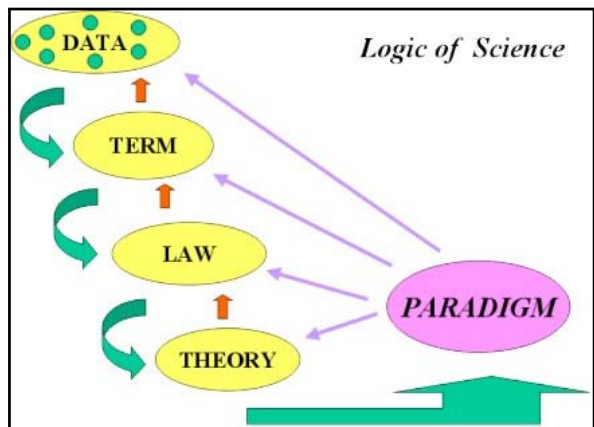 Logic of Science
DATA
TERM
LAW
PARADIGM
THEORY